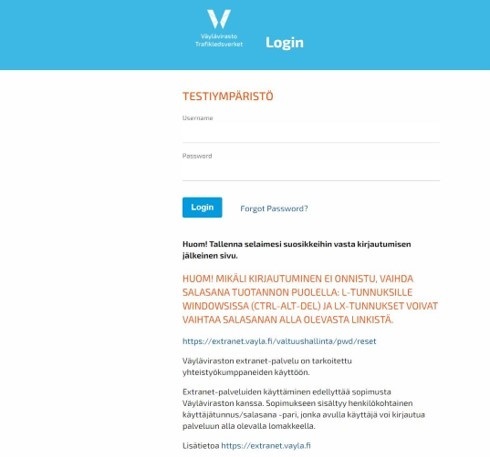 Väylävirasto
Trafikledsverket
Login
TESTIYMPÄRISTÖ
Username
Password
Login Forgot Password?
Huom! Tallenna selaimesi suosikkeihin vasta kirjautumisen
jälkeinen sivu.
HUOM! MIKÄLI KIRJAUTUMINEN EI ONNISTU, VAIHDA
SALASANA TUOTANNON PUOLELLA: L-TUNNUKSILLE
WINDOWSISSA (CTRL-ALT-DEL) JA LX-TUNNUKSET VOIVAT
VAIHTAA SALASANAN ALLA OLEVASTA LINKISTÄ.
https://extranet.vayla.fi/valtuushallinta/pwd/reset
Väyläviraston extranet-palvelu on tarkoitettu
yhteistyökumppaneiden käyttöön.
Extranet-palveluiden käyttäminen edellyttää sopimusta
Väyläviraston kanssa. Sopimukseen sisältyy henkilökohtainen
käyttäjätunnus/salasana -pari, jonka avulla käyttäjä voi kirjautua
palveluun alla olevalla lomakkeella.
Lisätietoa https://extranet.vayla.fi